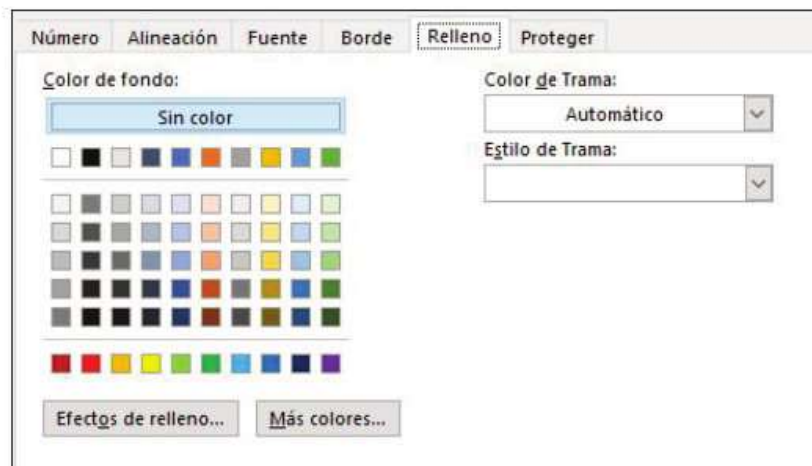 Número Alineación Fuente Borde Relleno Proteger
Color de fondo:
Sin color
Color de Trama:
Automático
Estilo de Trama:
Efectos de relleno...
Más colores...